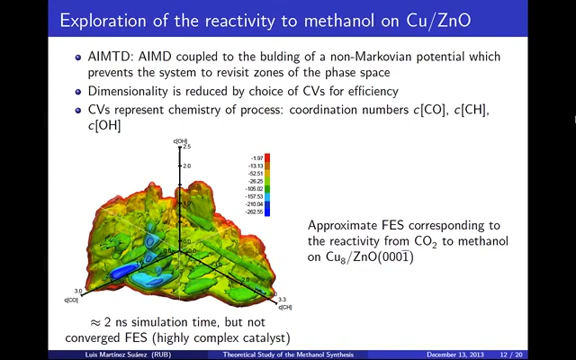 Exploration of the reactivity to methanol on Cu/ZnO
AIMTD: AIMD coupled to the bulding of a non-Markovian potential which
prevents the system to revisit zones of the phase space
Dimensionality is reduced by choice of CVs for efficiency
CVs represent chemistry of process: coordination numbers c[CO], c[CH],
c[OH]
c[OH]
2.5
2.0
-1.97
-13.13
-52.51
-26.25
-105.02
-157.53
-210.04
-262.55
3.0
c[CO]
3.3
c[CH]
Approximate FES corresponding to
the reactivity from CO₂ to methanol
on Cu₈/ZnO(0001̅)
≈ 2 ns simulation time, but not
converged FES (highly complex catalyst)
Luis Martínez Suárez (RUB) Theoretical Study of the Methanol Synthesis December 13, 2013 12 / 20